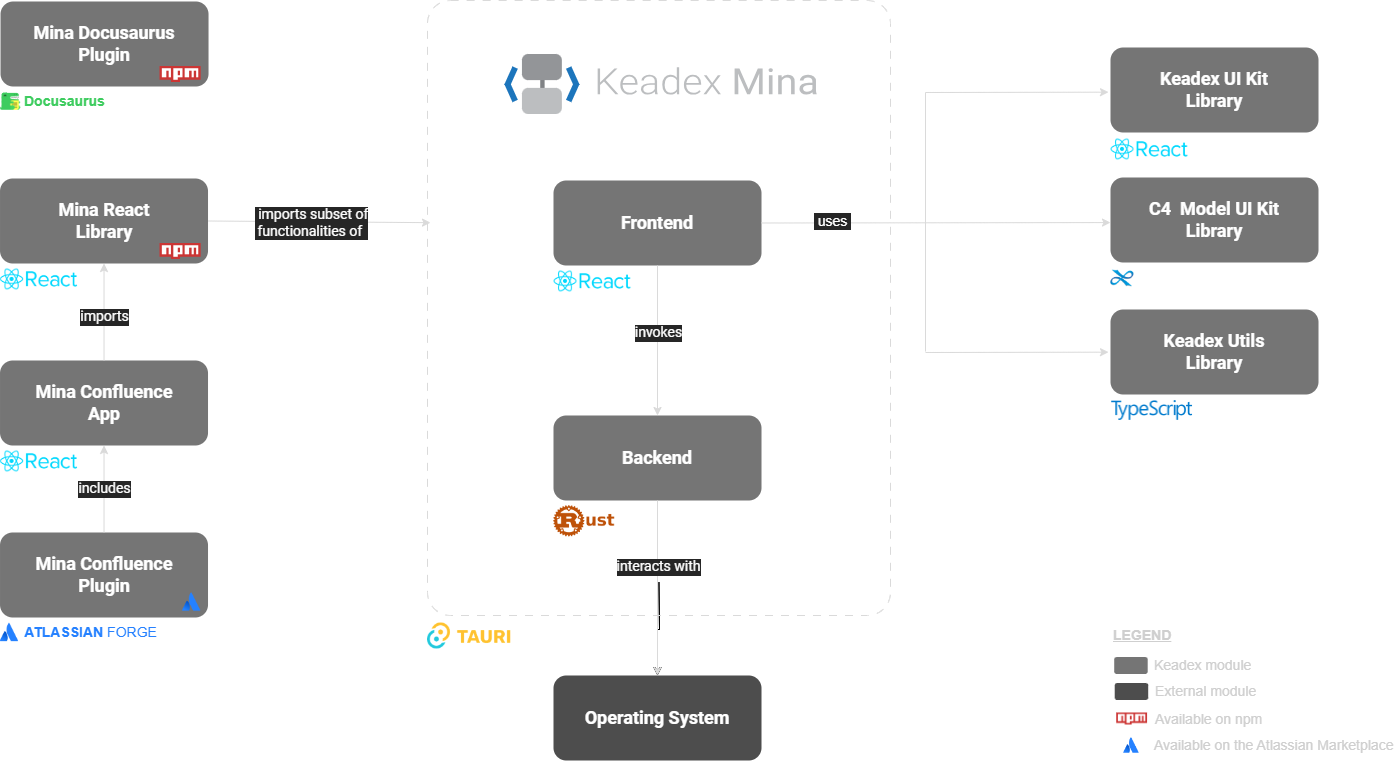 Mina Docusaurus
Plugin
npm
Docusaurus
Mina React
Library
npm
React
imports
Mina Confluence
App
React
includes
Mina Confluence
Plugin
ATLASSIAN FORGE
imports subset of
functionalities of
Keadex Mina
Frontend
React
invokes
Backend
Rust
interacts with
TAURI
Operating System
uses
Keadex UI Kit
Library
React
C4 Model UI Kit
Library
Keadex Utils
Library
TypeScript
LEGEND
Keadex module
External module
npm Available on npm
Available on the Atlassian Marketplace